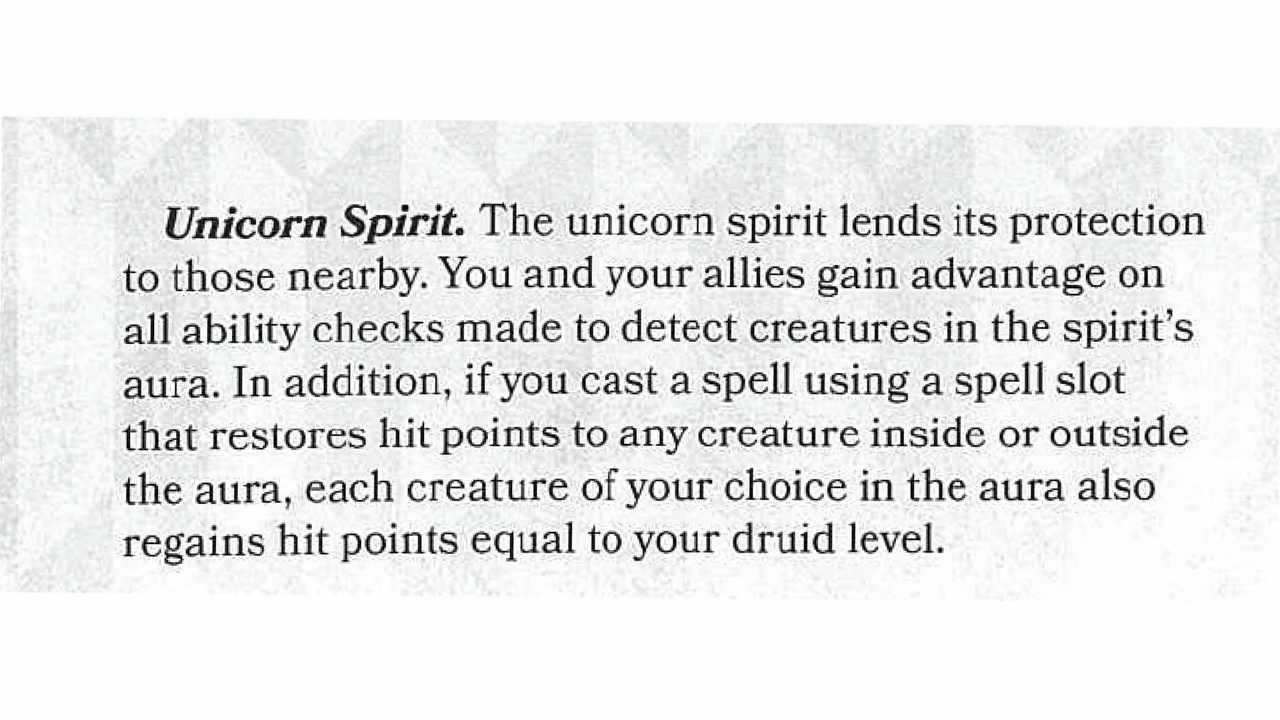 Unicorn Spirit. The unicorn spirit lends its protection
to those nearby. You and your allies gain advantage on
all ability checks made to detect creatures in the spirit's
aura. In addition, if you cast a spell using a spell slot
that restores hit points to any creature inside or outside
the aura, each creature of your choice in the aura also
regains hit points equal to your druid level.